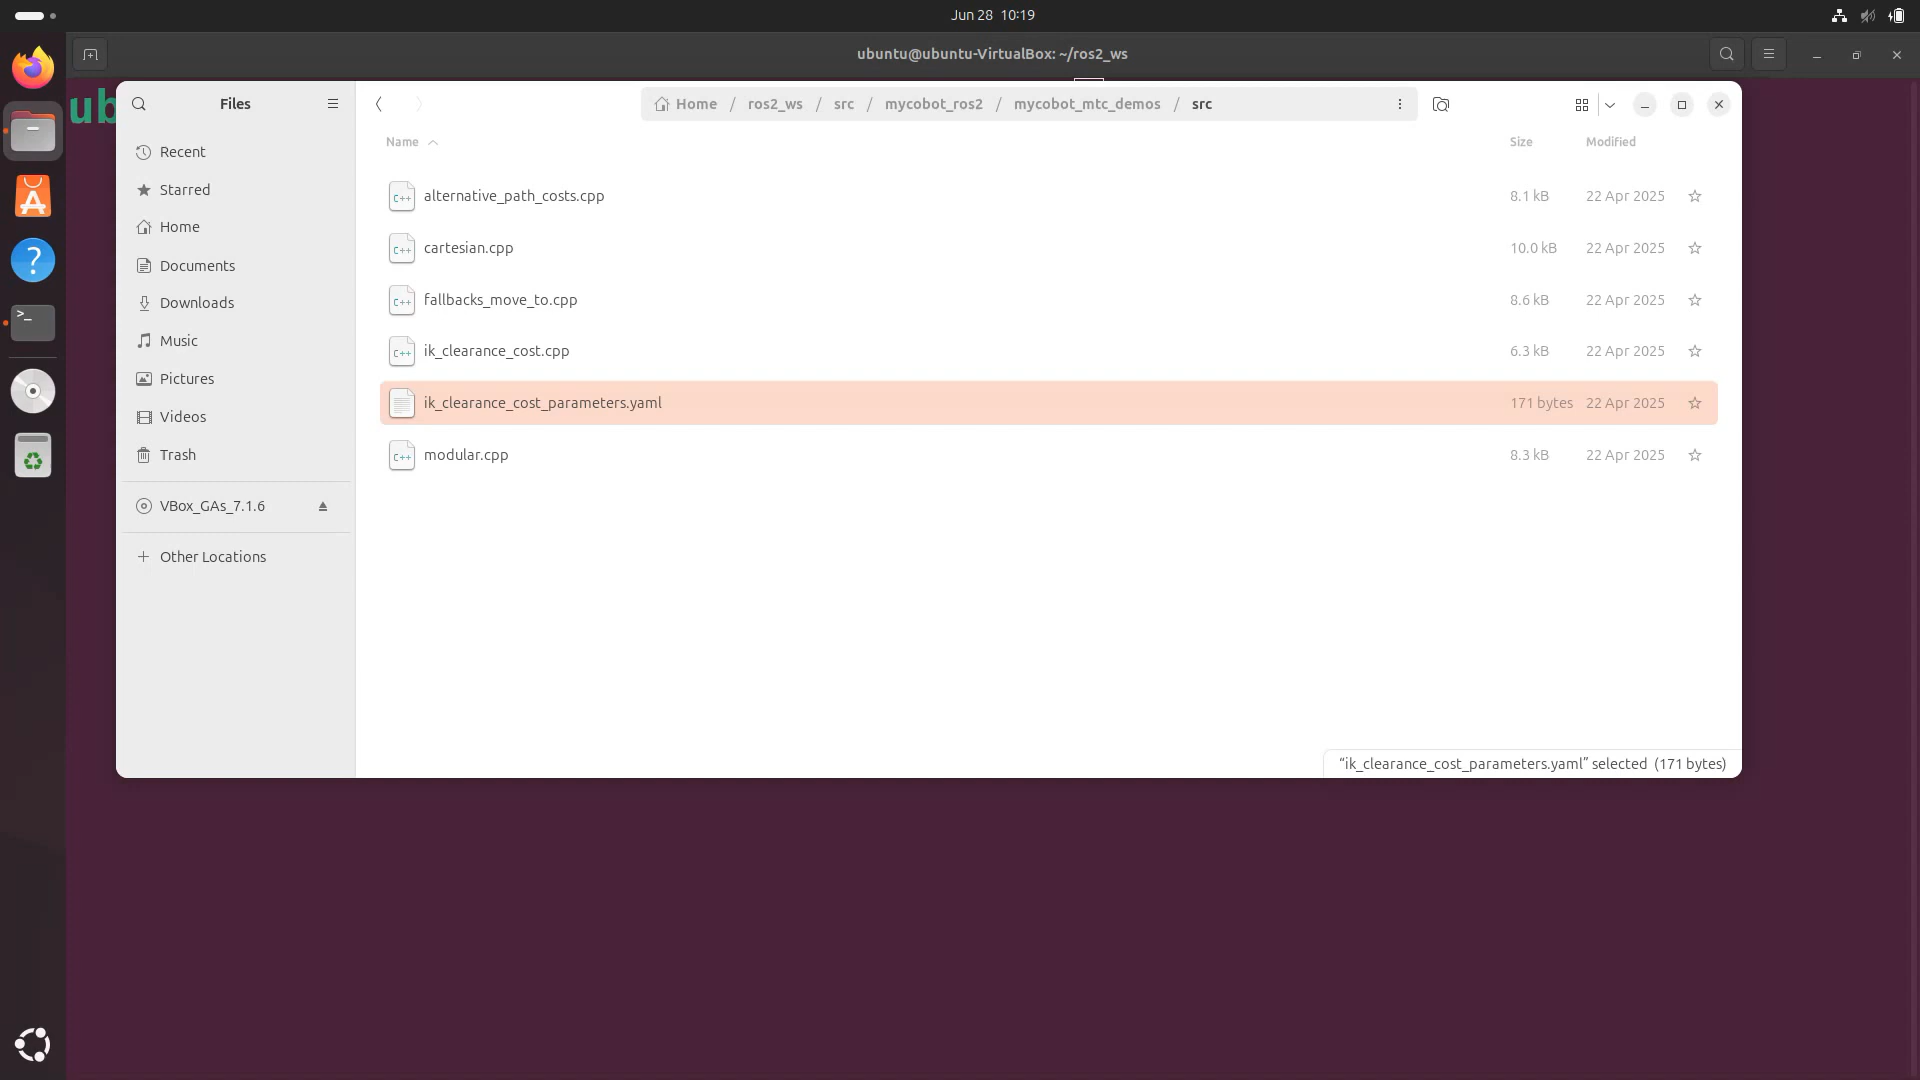 Jun 28 10:19
ubuntu@ubuntu-VirtualBox: ~/ros2_ws
ub
Files
Home / ros2_ws / src / mycobot_ros2 / mycobot_mtc_demos / src
Name
Size
Modified
Recent
Starred
Home
Documents
Downloads
Music
Pictures
Videos
Trash
VBox_GAs_7.1.6
Other Locations
alternative_path_costs.cpp 8.1 kB 22 Apr 2025
cartesian.cpp 10.0 kB 22 Apr 2025
fallbacks_move_to.cpp 8.6 kB 22 Apr 2025
ik_clearance_cost.cpp 6.3 kB 22 Apr 2025
ik_clearance_cost_parameters.yaml 171 bytes 22 Apr 2025
modular.cpp 8.3 kB 22 Apr 2025
“ik_clearance_cost_parameters.yaml” selected (171 bytes)